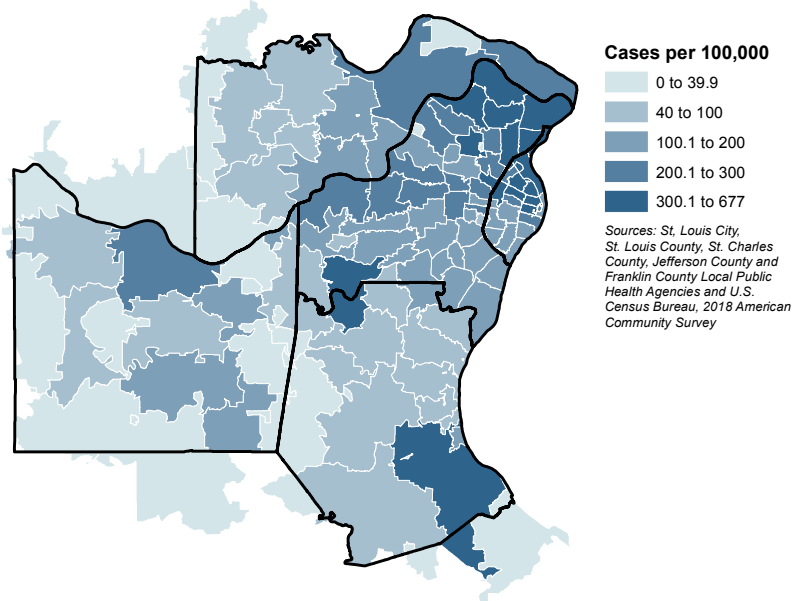 Cases per 100,000
0 to 39.9
40 to 100
100.1 to 200
200.1 to 300
300.1 to 677
Sources: St, Louis City,
St. Louis County, St. Charles
County, Jefferson County and
Franklin County Local Public
Health Agencies and U.S.
Census Bureau, 2018 American
Community Survey